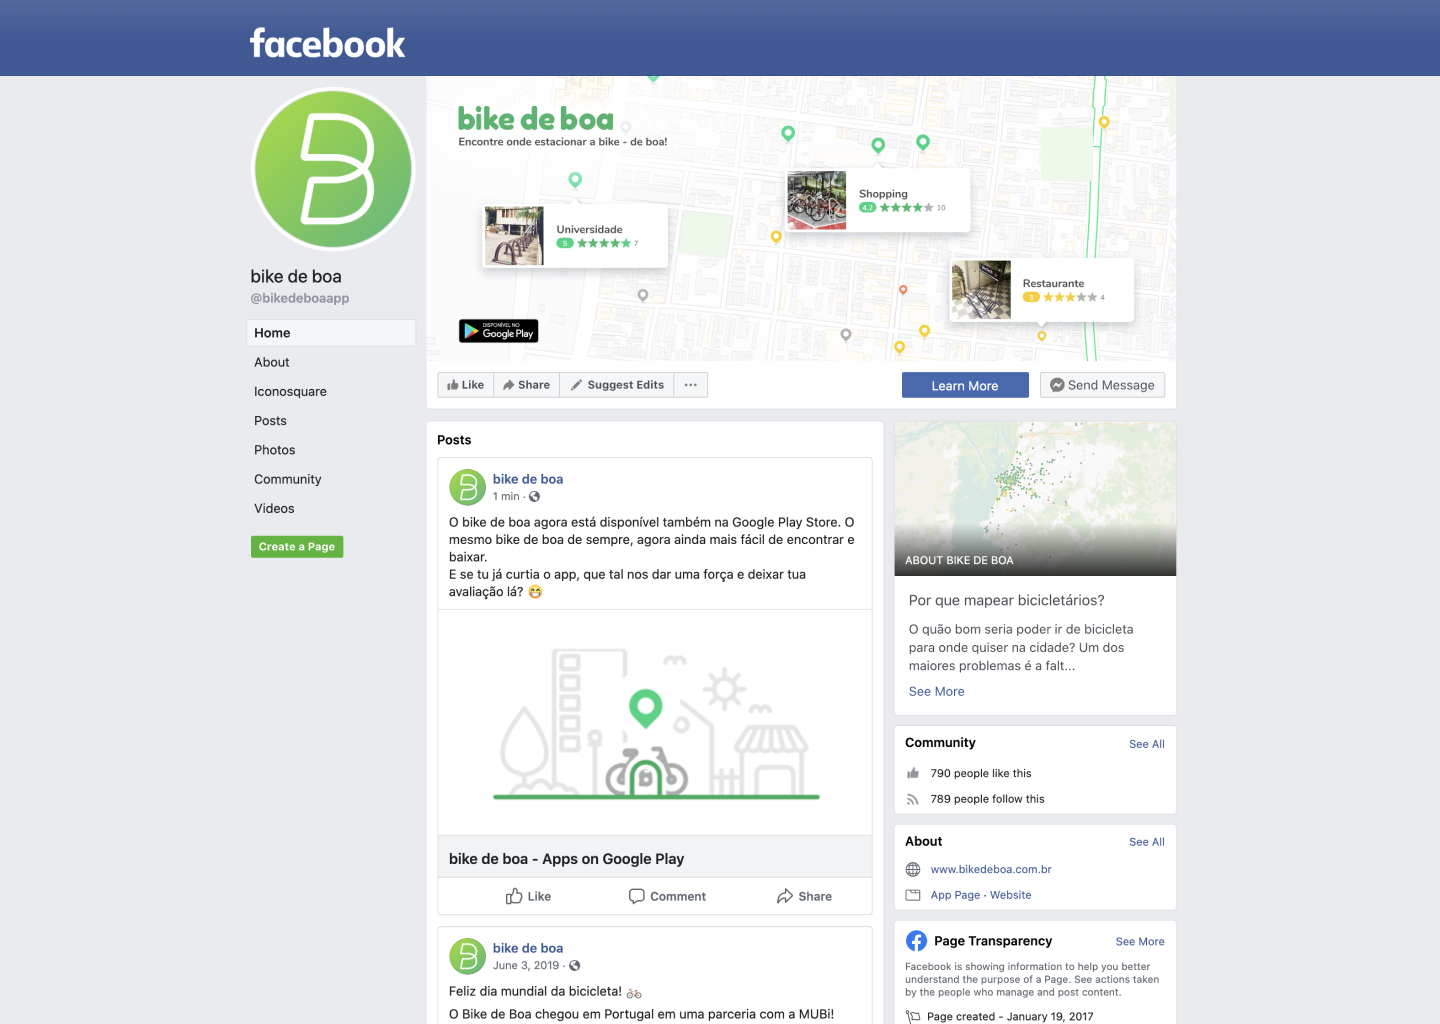 facebook
bike de boa
@bikedeboaapp
Home
About
Iconosquare
Posts
Photos
Community
Videos
Create a Page
bike de boa
Encontre onde estacionar a bike - de boa!
Universidade
5 7
Shopping
4.2 10
Restaurante
3 4
DISPONÍVEL NO
Google Play
Like
Share
Suggest Edits
Learn More
Send Message
Posts
bike de boa
1 min ·
O bike de boa agora está disponível também na Google Play Store. O
mesmo bike de boa de sempre, agora ainda mais fácil de encontrar e
baixar.
E se tu já curtia o app, que tal nos dar uma força e deixar tua
avaliação lá? 😁
bike de boa - Apps on Google Play
Like
Comment
Share
bike de boa
June 3, 2019 ·
Feliz dia mundial da bicicleta! 🚲
O Bike de Boa chegou em Portugal em uma parceria com a MUBi!
ABOUT BIKE DE BOA
Por que mapear bicicletários?
O quão bom seria poder ir de bicicleta
para onde quiser na cidade? Um dos
maiores problemas é a falt...
See More
Community
See All
790 people like this
789 people follow this
About
See All
www.bikedeboa.com.br
App Page · Website
Page Transparency
See More
Facebook is showing information to help you better
understand the purpose of a Page. See actions taken
by the people who manage and post content.
Page created - January 19, 2017